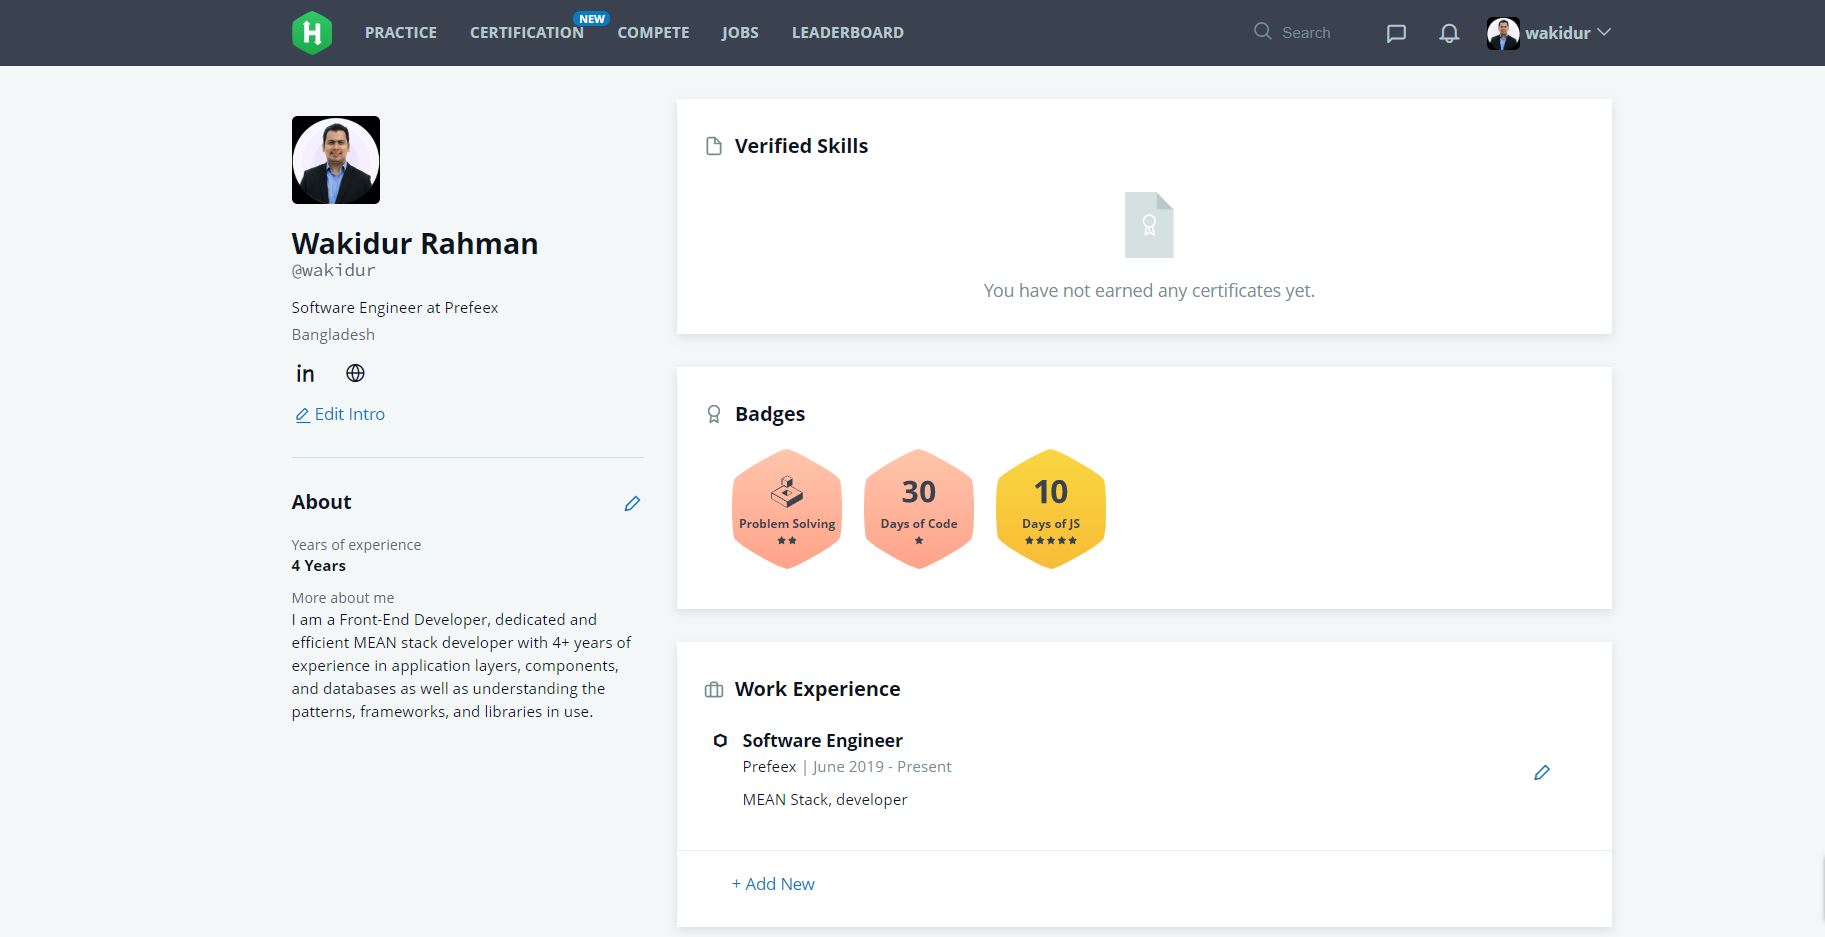 H PRACTICE CERTIFICATION NEW COMPETE JOBS LEADERBOARD Search wakidur
Wakidur Rahman
@wakidur
Software Engineer at Prefeex
Bangladesh
in
Edit Intro
About
Years of experience
4 Years
More about me
I am a Front-End Developer, dedicated and
efficient MEAN stack developer with 4+ years of
experience in application layers, components,
and databases as well as understanding the
patterns, frameworks, and libraries in use.
Verified Skills
You have not earned any certificates yet.
Badges
Problem Solving
30
Days of Code
10
Days of JS
Work Experience
Software Engineer
Prefeex | June 2019 - Present
MEAN Stack, developer
+ Add New